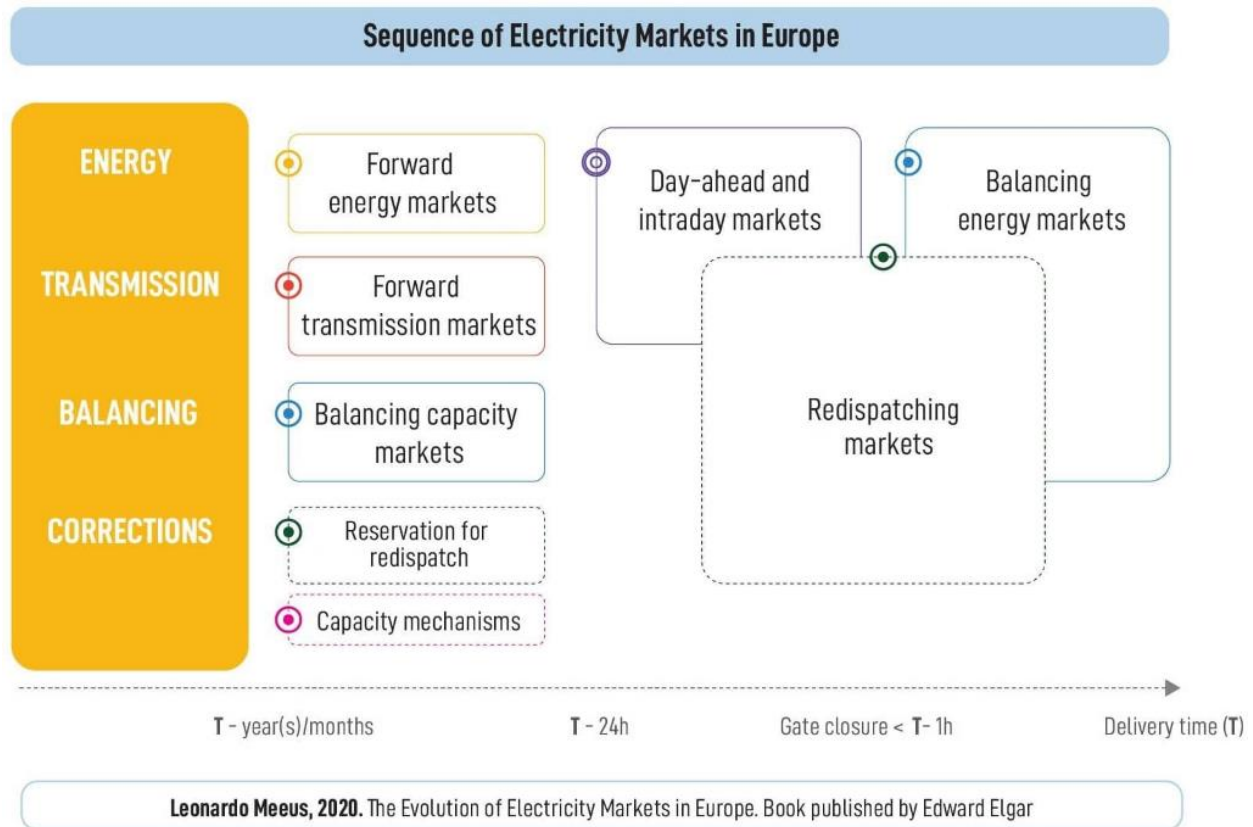 Sequence of Electricity Markets in Europe
ENERGY
Forward
energy markets
Day-ahead and
intraday markets
Balancing
energy markets
TRANSMISSION
Forward
transmission markets
BALANCING
Balancing capacity
markets
Redispatching
markets
CORRECTIONS
Reservation for
redispatch
Capacity mechanisms
T - year(s)/months
T - 24h
Gate closure < T- 1h
Delivery time (T)
Leonardo Meeus, 2020. The Evolution of Electricity Markets in Europe. Book published by Edward Elgar